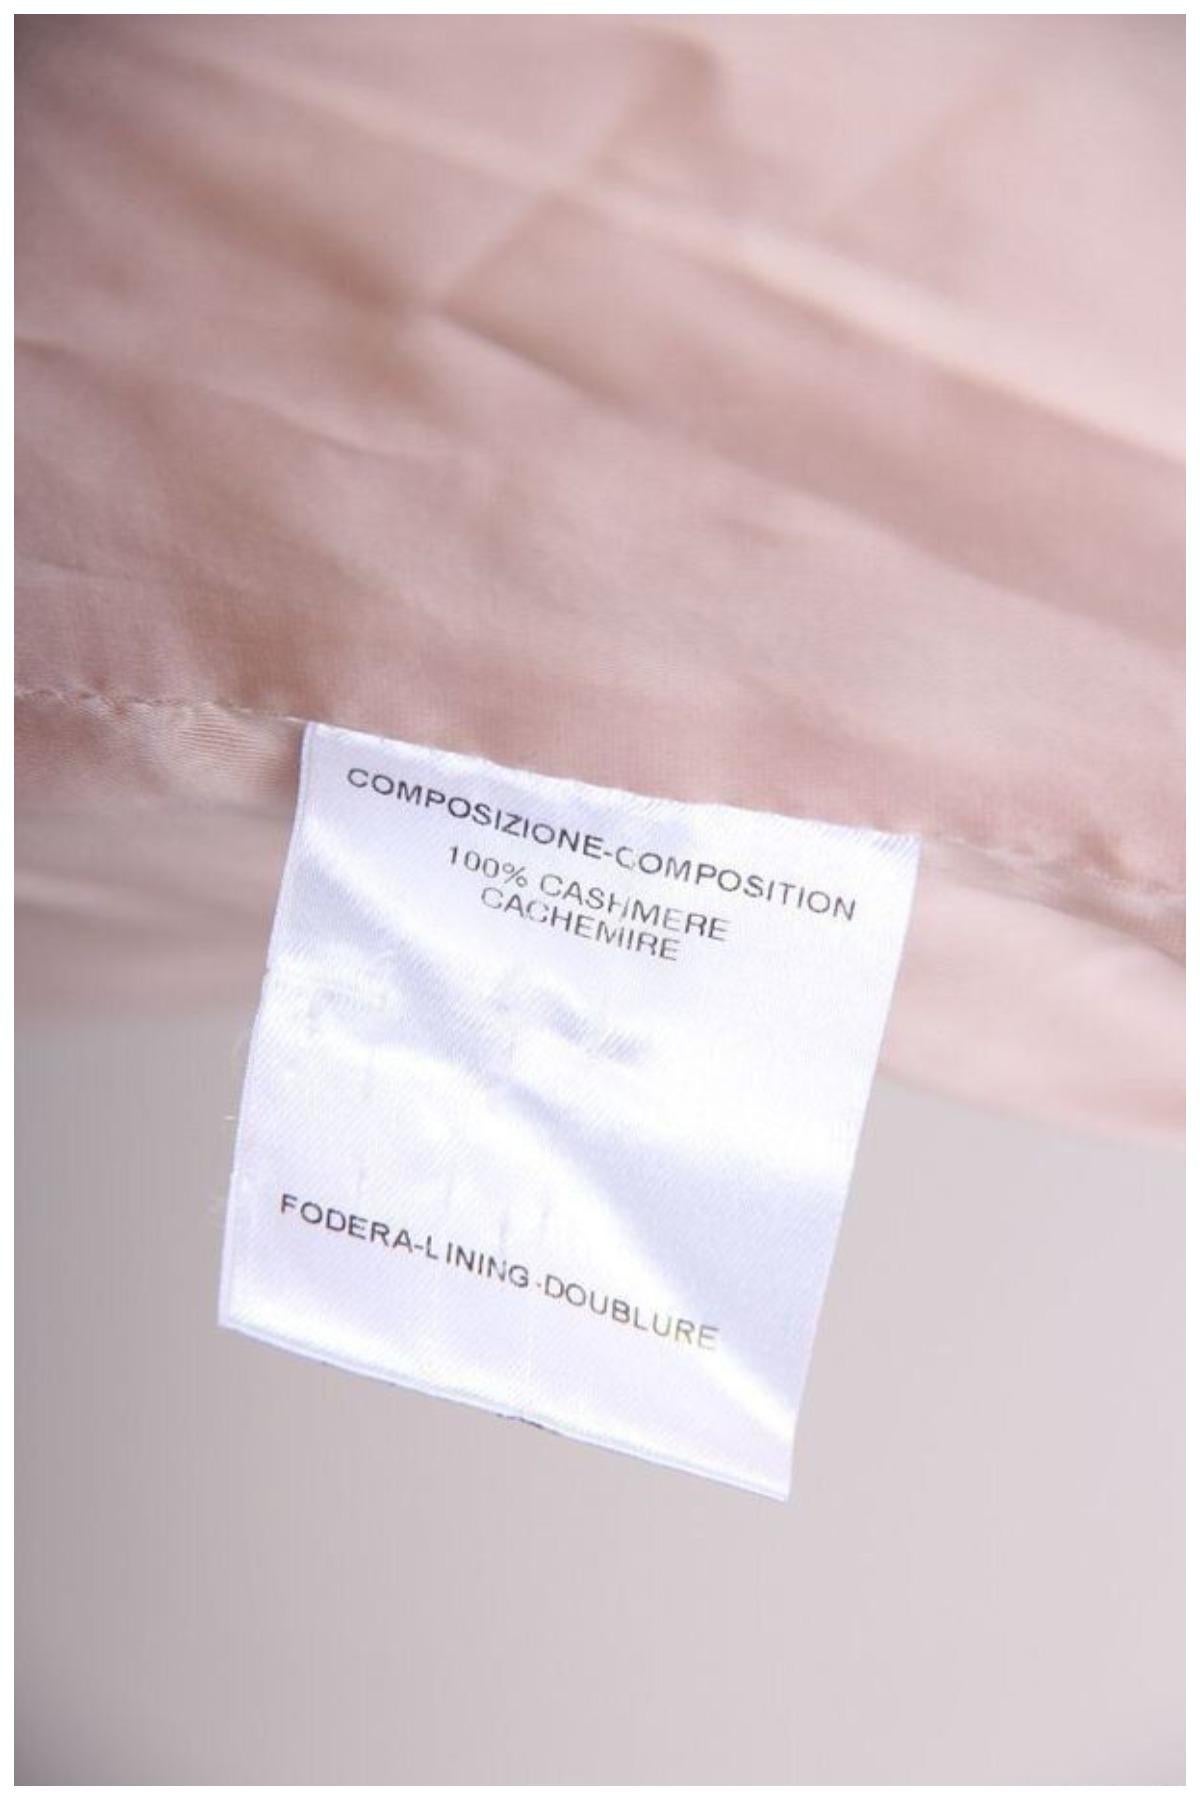 COMPOSIZIONE-COMPOSITION
100% CASHMERE
CACHEMIRE
FODERA-LINING-DOUBLURE